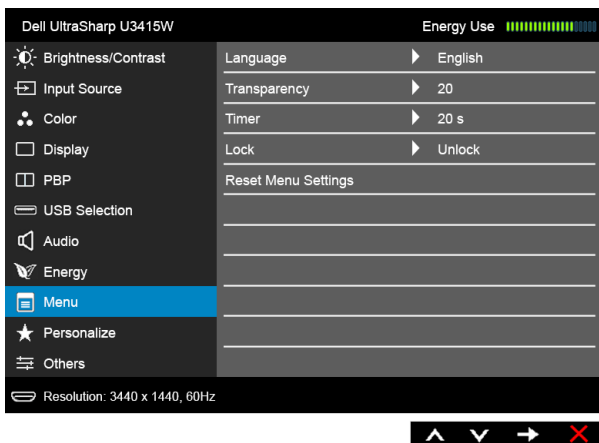 Dell UltraSharp U3415W Energy Use
Brightness/Contrast Language English
Input Source Transparency 20
Color Timer 20 s
Display Lock Unlock
PBP Reset Menu Settings
USB Selection
Audio
Energy
Menu
Personalize
Others
Resolution: 3440 x 1440, 60Hz